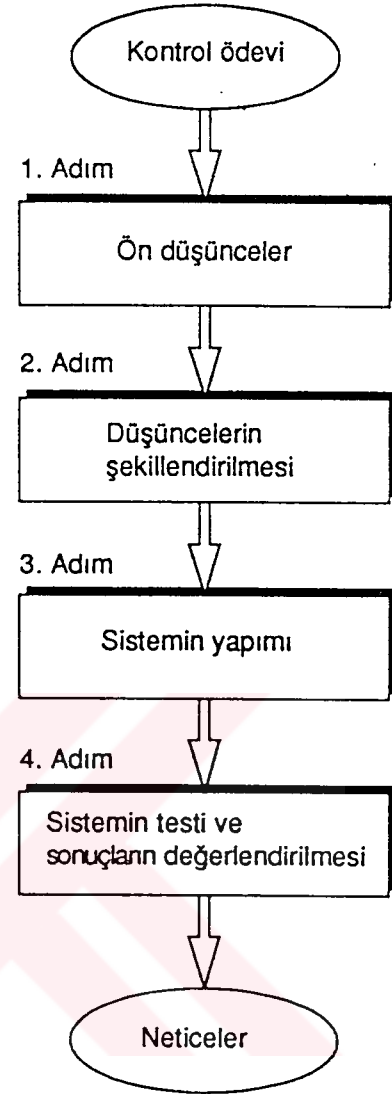 Kontrol ödevi
1. Adım
Ön düşünceler
2. Adım
Düşüncelerin
şekillendirilmesi
3. Adım
Sistemin yapımı
4. Adım
Sistemin testi ve
sonuçların değerlendirilmesi
Neticeler